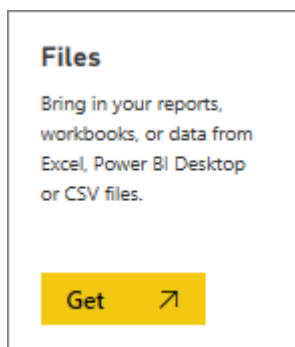 Files
Bring in your reports,
workbooks, or data from
Excel, Power BI Desktop
or CSV files.
Get